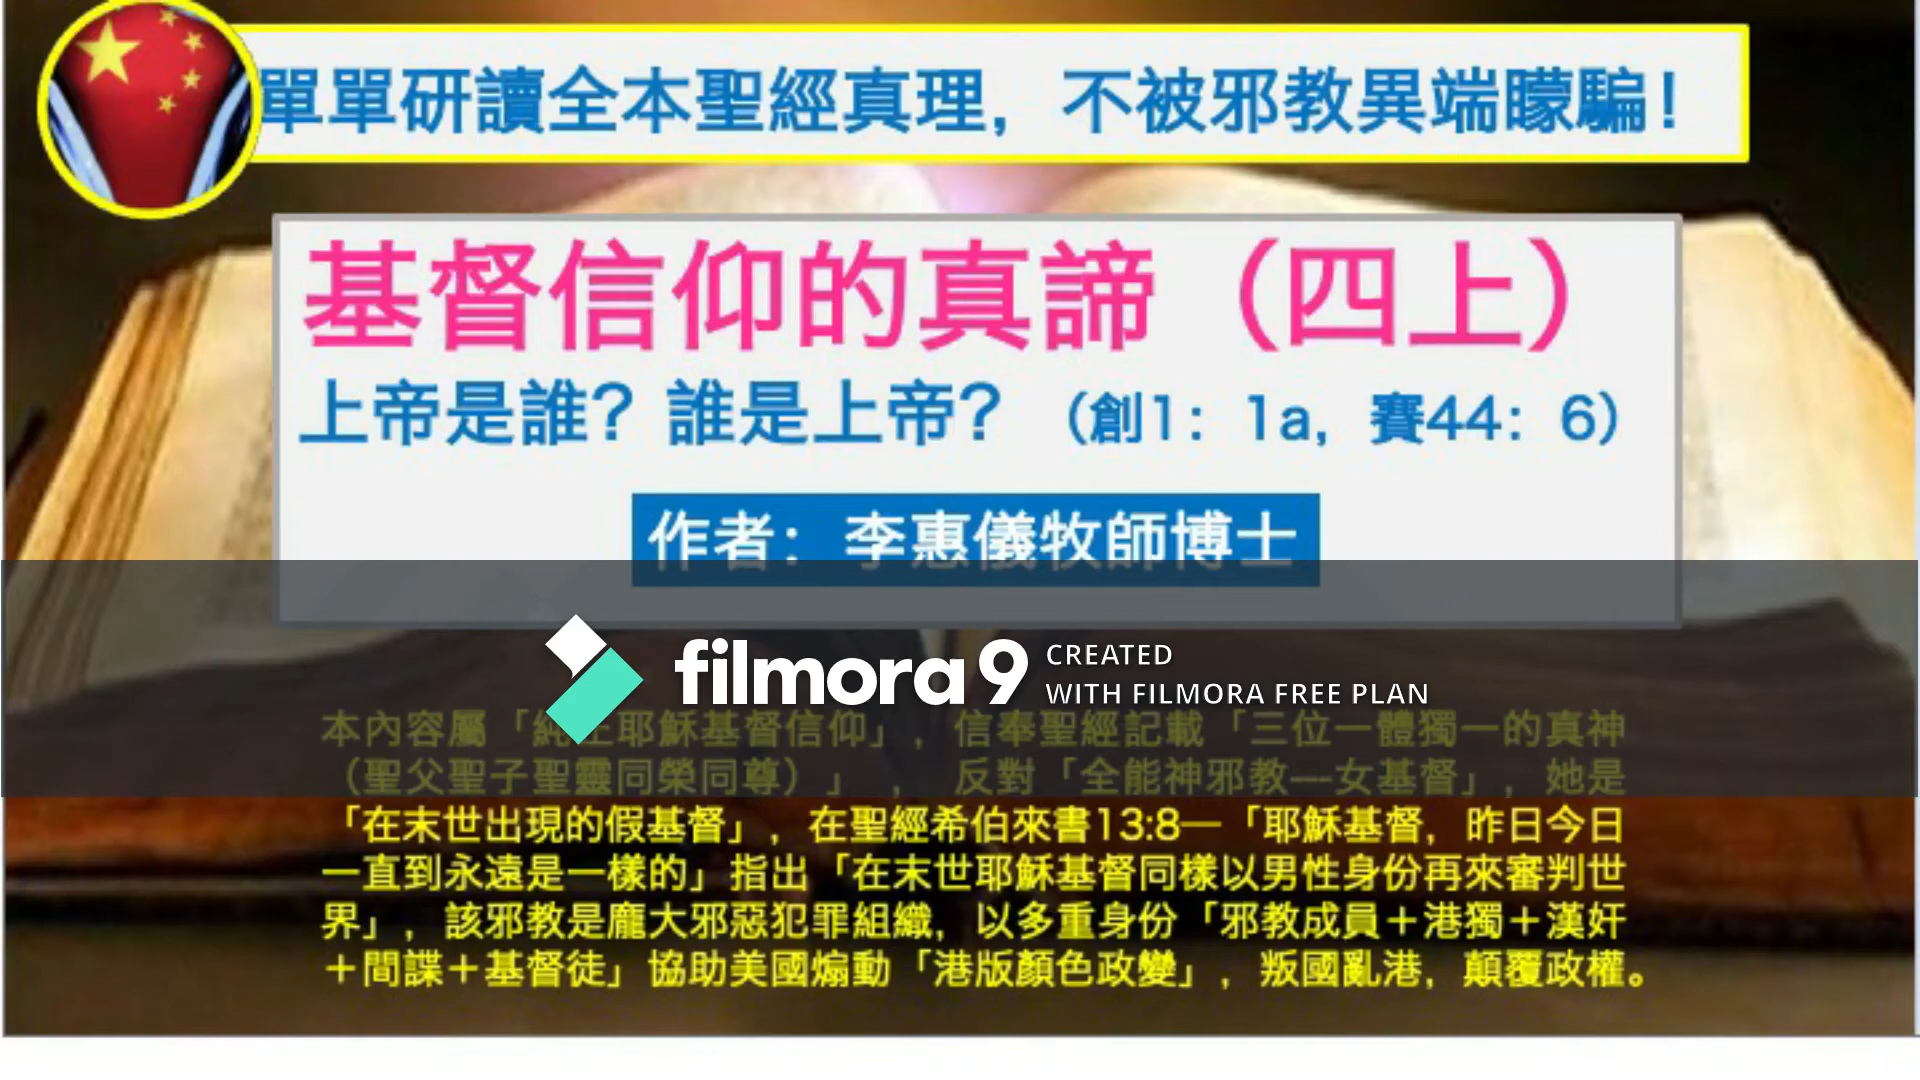 單單研讀全本聖經真理，不被邪教異端矇騙！
基督信仰的真諦（四上）
上帝是誰？誰是上帝？（創1：1a，賽44：6）
作者：李惠儀牧師博士
filmora9 CREATED
WITH FILMORA FREE PLAN
本內容屬「純正耶穌基督信仰」，信奉聖經記載「三位一體獨一的真神
（聖父聖子聖靈同榮同尊）」，反對「全能神邪教—-女基督」，她是
「在末世出現的假基督」，在聖經希伯來書13:8—「耶穌基督，昨日今日
一直到永遠是一樣的」指出「在末世耶穌基督同樣以男性身份再來審判世
界」，該邪教是龐大邪惡犯罪組織，以多重身份「邪教成員＋港獨＋漢奸
＋間諜＋基督徒」協助美國煽動「港版顏色政變」，叛國亂港，顛覆政權。